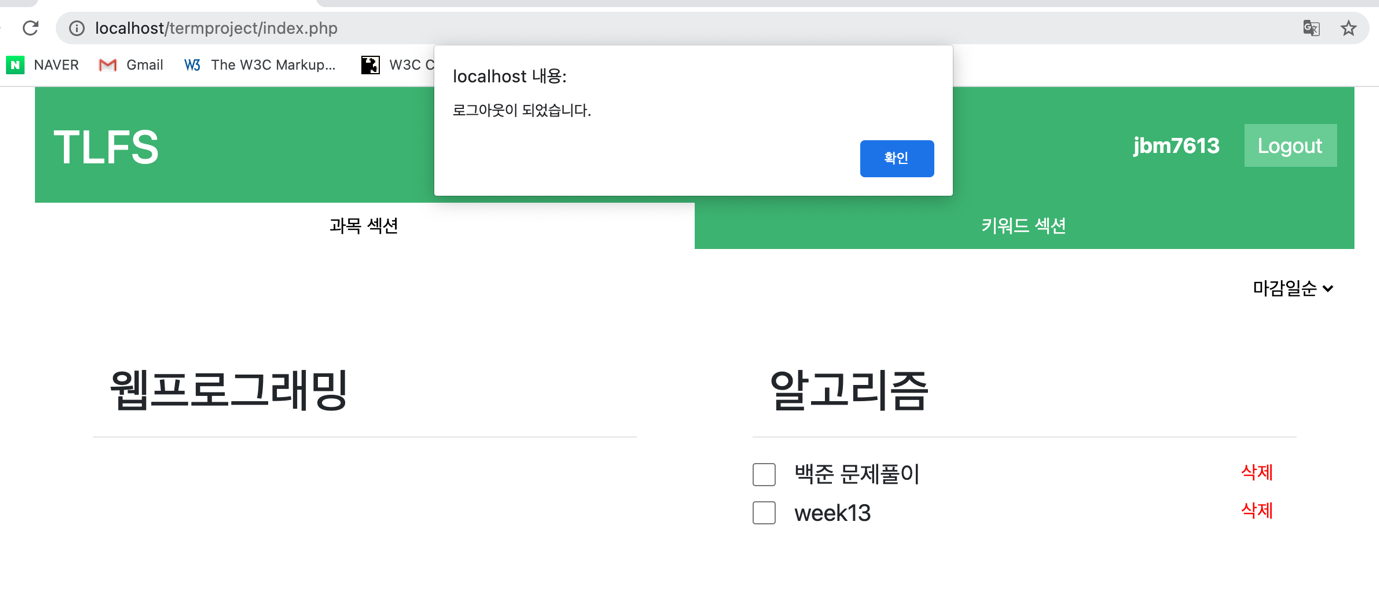 localhost/termproject/index.php
NAVER Gmail The W3C Markup... W3C C
localhost 내용:
로그아웃이 되었습니다.
확인
TLFS
jbm7613 Logout
과목 섹션 키워드 섹션
마감일순
웹프로그래밍
알고리즘
백준 문제풀이 삭제
week13 삭제